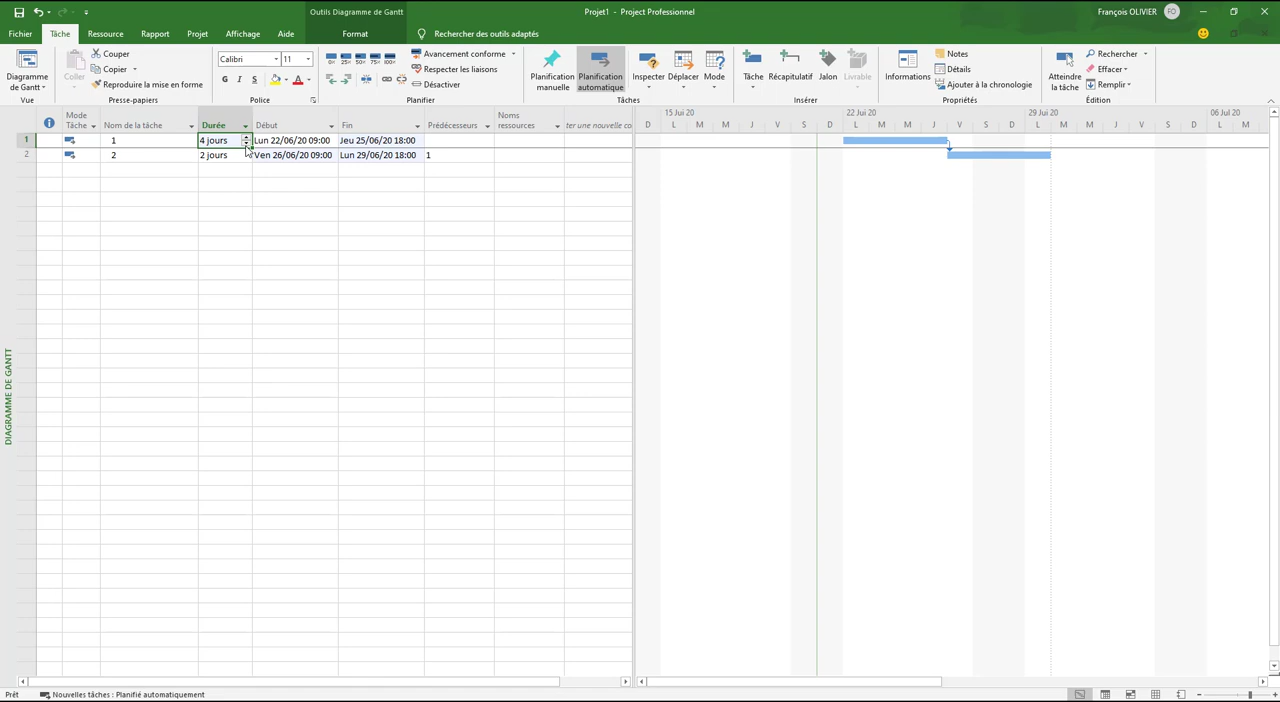 Outils Diagramme de Gantt
Projet1 - Project Professionnel
François OLIVIER
FO
Fichier Tâche Ressource Rapport Projet Affichage Aide Format Rechercher des outils adaptés
Diagramme de Gantt
Vue
Coller
Couper
Copier
Reproduire la mise en forme
Presse-papiers
Calibri 11
G I S A
Police
Avancement conforme
Respecter les liaisons
Désactiver
Planifier
Planification manuelle
Planification automatique
Inspecter
Déplacer
Mode
Tâches
Tâche
Récapitulatif
Jalon
Livrable
Insérer
Informations
Notes
Détails
Ajouter à la chronologie
Propriétés
Atteindre la tâche
Rechercher
Effacer
Remplir
Édition
Mode Tâche
Nom de la tâche
Durée
Début
Fin
Prédécesseurs
Noms ressources
ter une nouvelle co
15 Jui 20 22 Jui 20 29 Jui 20 06 Jul 20
D L M M J V S D L M M J V S D L M M J V S D L M
1 1 4 jours Lun 22/06/20 09:00 Jeu 25/06/20 18:00
2 2 2 jours Ven 26/06/20 09:00 Lun 29/06/20 18:00 1
DIAGRAMME DE GANTT
Prêt Nouvelles tâches : Planifié automatiquement